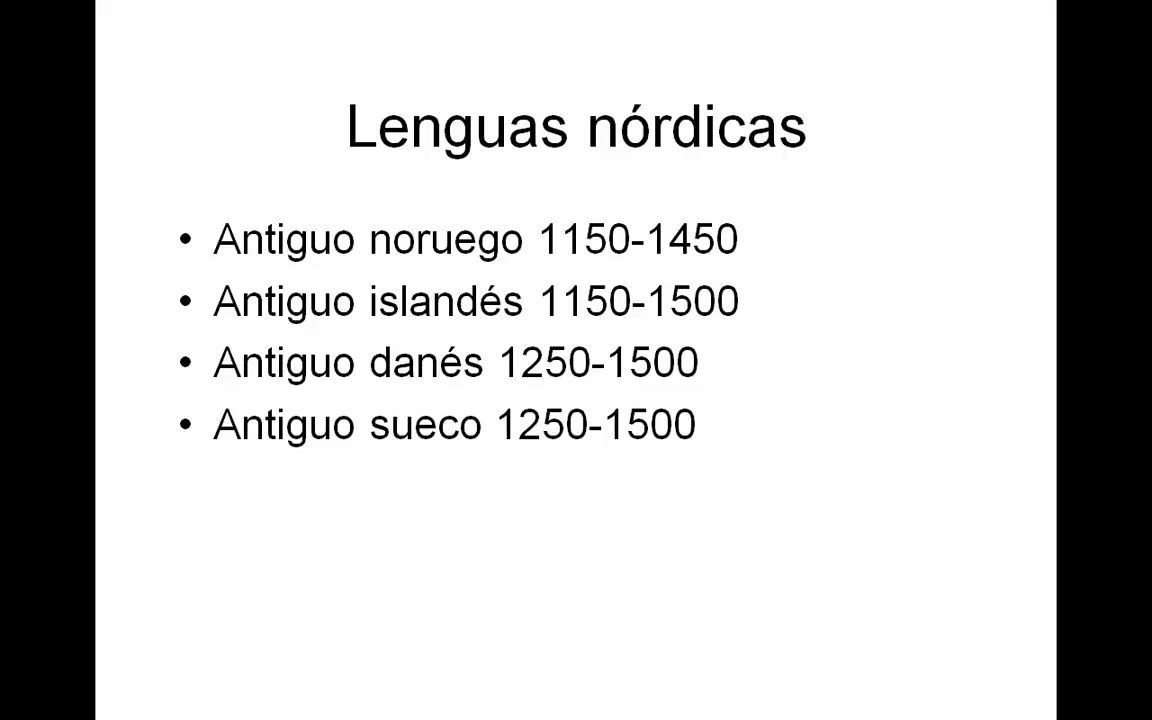 Lenguas nórdicas
• Antiguo noruego 1150-1450
• Antiguo islandés 1150-1500
• Antiguo danés 1250-1500
• Antiguo sueco 1250-1500